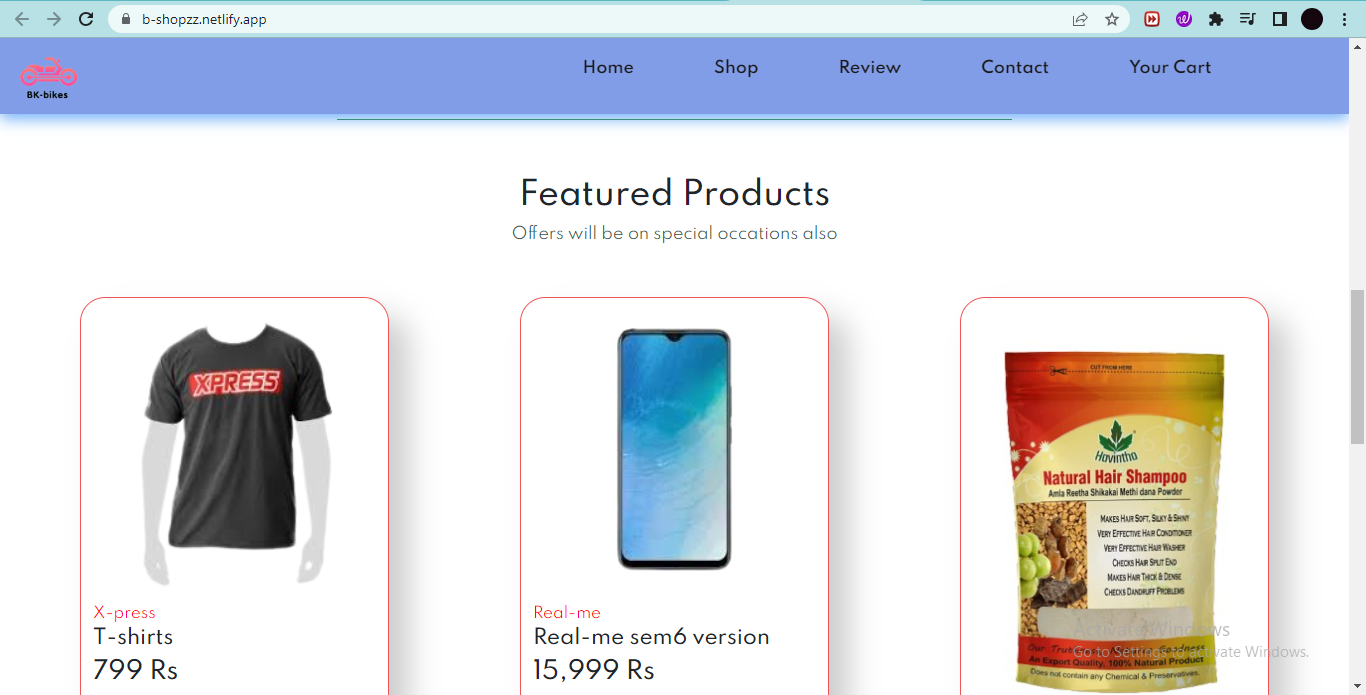 b-shopzz.netlify.app
BK-bikes
Home
Shop
Review
Contact
Your Cart
Featured Products
Offers will be on special occations also
XPRESS
X-press
T-shirts
799 Rs
Real-me
Real-me sem6 version
15,999 Rs
CUT FROM HERE
Havintha
Natural Hair Shampoo
Amla Reetha Shikakai Methi dana Powder
MAKES HAIR SOFT, SILKY & SHINY
VERY EFFECTIVE HAIR CONDITIONER
VERY EFFECTIVE HAIR WASHER
CHECKS HAIR SPLIT END
MAKES HAIR THICK & DENSE
CHECKS DANDRUFF PROBLEMS
Activate Windows
Go to Settings to activate Windows.
Our Goodness
An Export Quality, 100% Natural Product
Does not contain any Chemical & Preservatives.